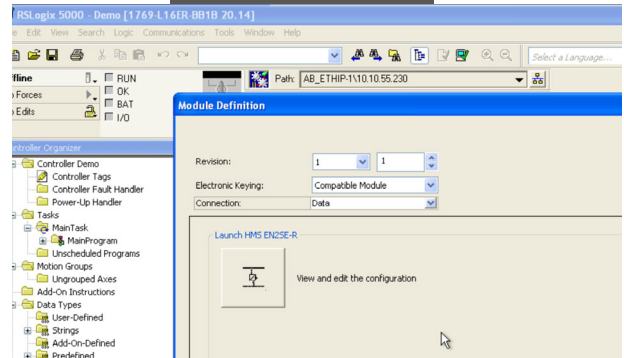 RSLogix 5000 - Demo [1769-L16ER-BB1B 20.14]
Edit View Search Logic Communications Tools Window Help
Select a Language...
RUN
OK
BAT
I/O
Path: AB_ETHIP-1\10.10.55.230
Forces
Edits
Module Definition
Revision: 1 1
Electronic Keying: Compatible Module
Connection: Data
Launch HMS EN2SE-R
View and edit the configuration
Controller Demo
Controller Tags
Controller Fault Handler
Power-Up Handler
Tasks
MainTask
MainProgram
Unscheduled Programs
Motion Groups
Ungrouped Axes
Add-On Instructions
Data Types
User-Defined
Strings
Add-On-Defined
Predefined